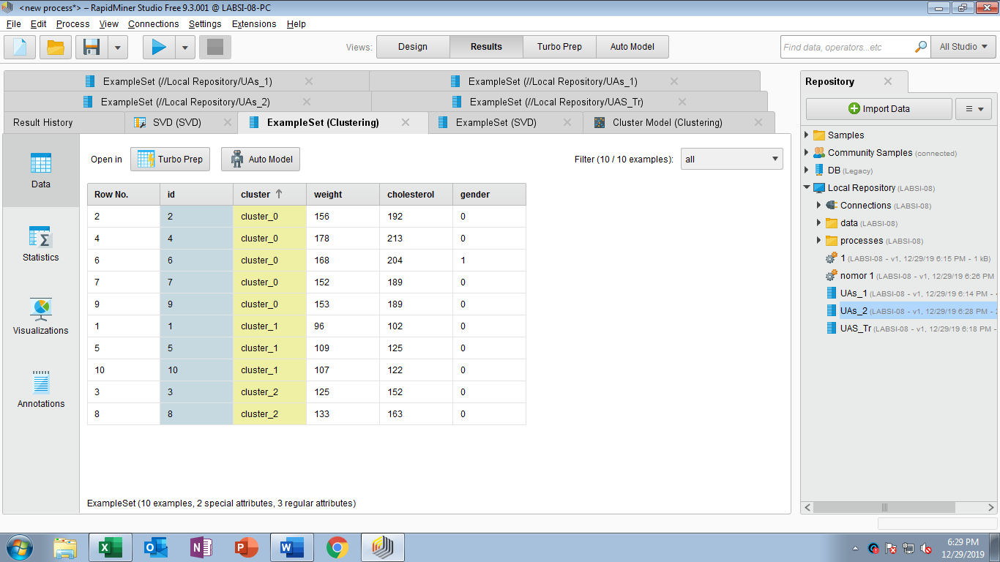 <new process*> – RapidMiner Studio Free 9.3.001 @ LABSI-08-PC
File Edit Process View Connections Settings Extensions Help
Views: Design Results Turbo Prep Auto Model Find data, operators...etc All Studio
ExampleSet (///Local Repository/UAs_1) ExampleSet (///Local Repository/UAs_1)
ExampleSet (///Local Repository/UAs_2) ExampleSet (///Local Repository/UAS_Tr)
Result History SVD (SVD) ExampleSet (Clustering) ExampleSet (SVD) Cluster Model (Clustering)
Data
Statistics
Visualizations
Annotations
Open in Turbo Prep Auto Model Filter (10 / 10 examples): all
Row No. id cluster weight cholesterol gender
2 2 cluster_0 156 192 0
4 4 cluster_0 178 213 0
6 6 cluster_0 168 204 1
7 7 cluster_0 152 189 0
9 9 cluster_0 153 189 0
1 1 cluster_1 96 102 0
5 5 cluster_1 109 125 0
10 10 cluster_1 107 122 0
3 3 cluster_2 125 152 0
8 8 cluster_2 133 163 0
ExampleSet (10 examples, 2 special attributes, 3 regular attributes)
Repository
Import Data
Samples
Community Samples (connected)
DB (Legacy)
Local Repository (LABSI-08)
Connections (LABSI-08)
data (LABSI-08)
processes (LABSI-08)
1 (LABSI-08 – v1, 12/29/19 6:15 PM – 1 kB)
nomor 1 (LABSI-08 – v1, 12/29/19 6:26 PM
UAs_1 (LABSI-08 – v1, 12/29/19 6:14 PM –
UAs_2 (LABSI-08 – v1, 12/29/19 6:28 PM –
UAS_Tr (LABSI-08 – v1, 12/29/19 6:18 PM –
6:29 PM
12/29/2019